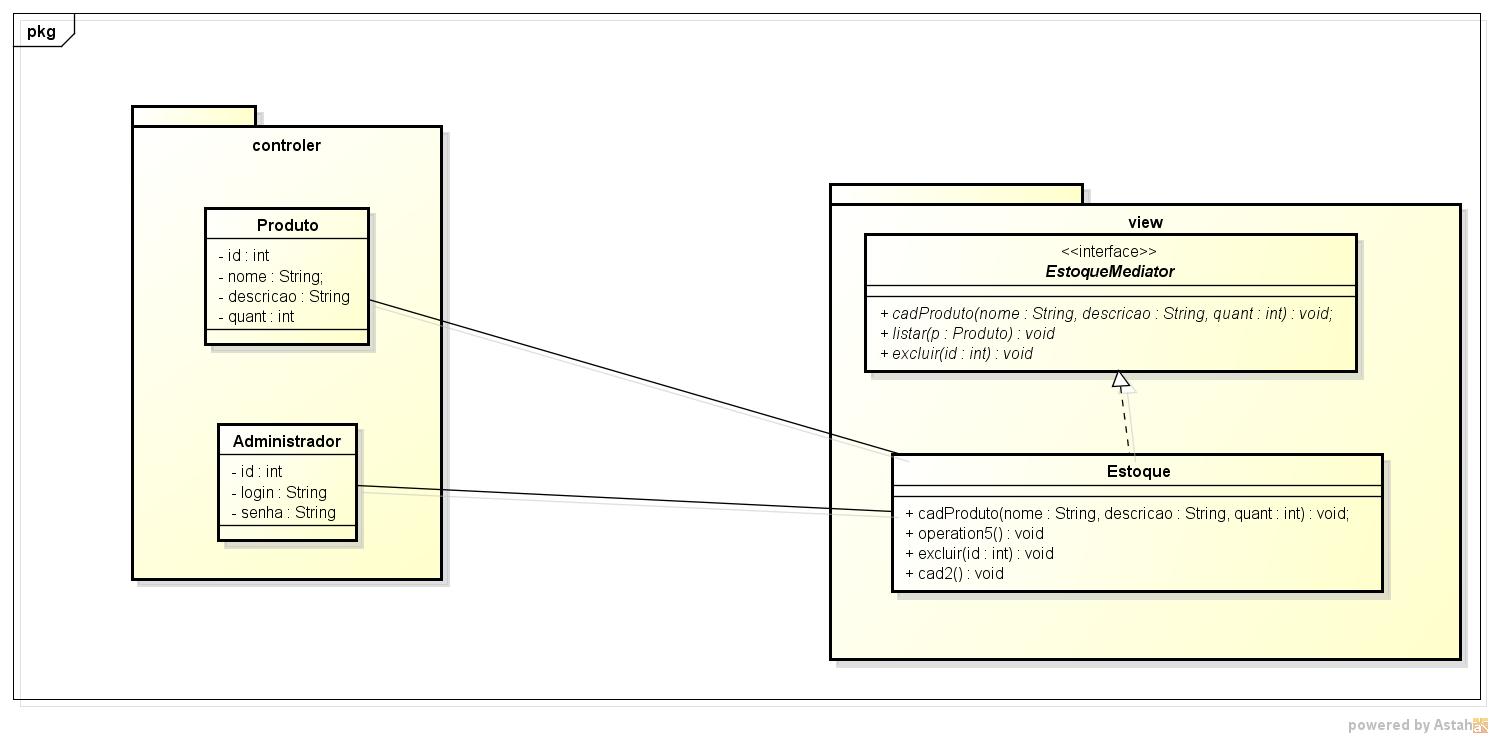 pkg
controler
Produto
- id : int
- nome : String;
- descricao : String
- quant : int
Administrador
- id : int
- login : String
- senha : String
view
<<interface>>
EstoqueMediator
+ cadProduto(nome : String, descricao : String, quant : int) : void;
+ listar(p : Produto) : void
+ excluir(id : int) : void
Estoque
+ cadProduto(nome : String, descricao : String, quant : int) : void;
+ operation5() : void
+ excluir(id : int) : void
+ cad2() : void
powered by Astah